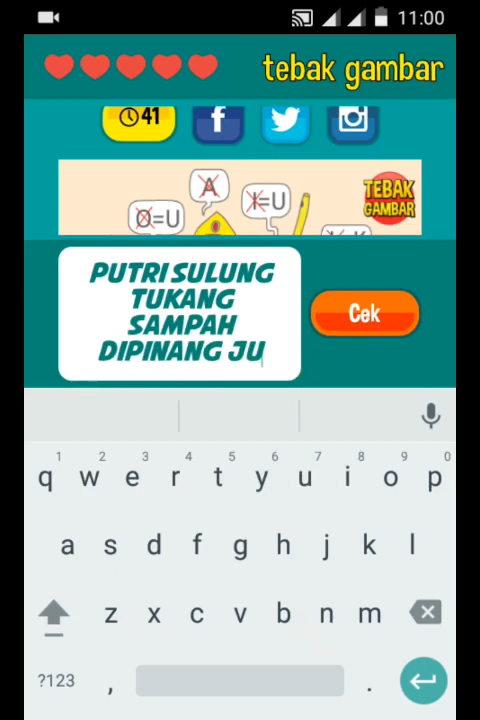 11:00
tebak gambar
41
A
O=U
I=U
TEBAK
GAMBAR
PUTRI SULUNG
TUKANG
SAMPAH
DIPINANG JU
Cek
1 2 3 4 5 6 7 8 9 0
q w e r t y u i o p
a s d f g h j k l
z x c v b n m
?123 , .